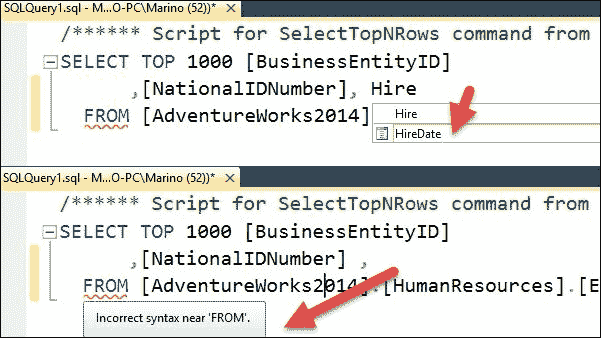 SQLQuery1.sql - M...O-PC\Marino (52))* ✕
/****** Script for SelectTopNRows command from
SELECT TOP 1000 [BusinessEntityID]
,[NationalIDNumber], Hire
FROM [AdventureWorks2014]
Hire
HireDate
SQLQuery1.sql - M...O-PC\Marino (52))* ✕
/****** Script for SelectTopNRows command from
SELECT TOP 1000 [BusinessEntityID]
,[NationalIDNumber] ,
FROM [AdventureWorks2014].[HumanResources].[E
Incorrect syntax near 'FROM'.